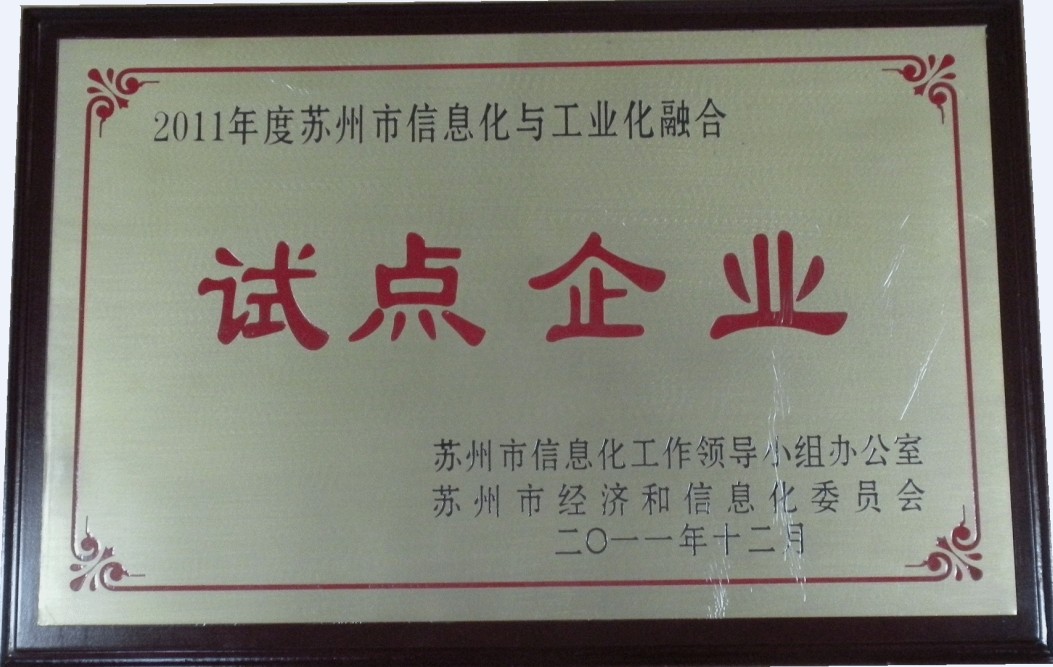 2011年度苏州市信息化与工业化融合
试点企业
苏州市信息化工作领导小组办公室
苏州市经济和信息化委员会
二〇一一年十二月